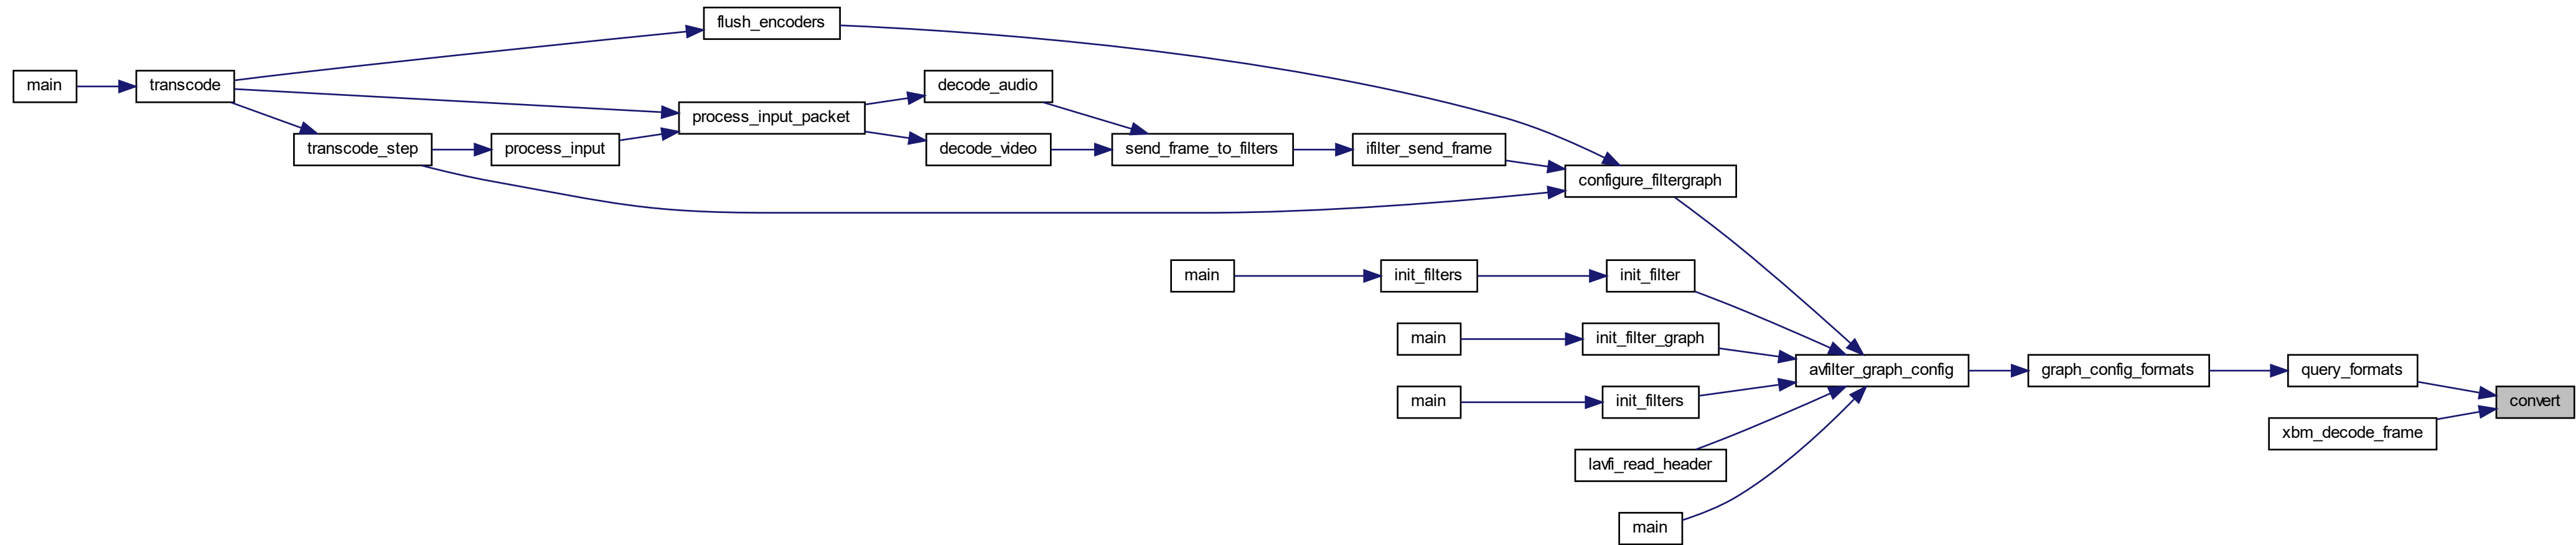 flush_encoders
main
transcode
decode_audio
process_input_packet
transcode_step
process_input
decode_video
send_frame_to_filters
ifilter_send_frame
configure_filtergraph
main
init_filters
init_filter
main
init_filter_graph
avfilter_graph_config
graph_config_formats
query_formats
main
init_filters
convert
xbm_decode_frame
lavfi_read_header
main